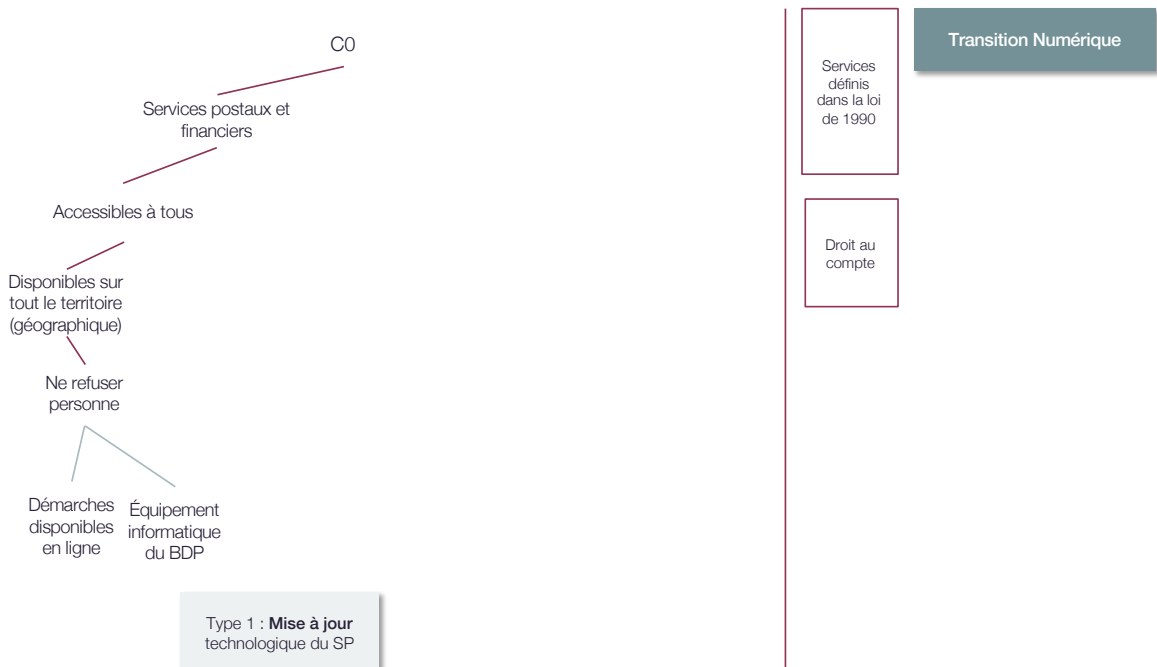 C0
Services postaux et
financiers
Accessibles à tous
Disponibles sur
tout le territoire
(géographique)
Ne refuser
personne
Démarches
disponibles
en ligne
Équipement
informatique
du BDP
Type 1 : Mise à jour
technologique du SP
Services
définis
dans la loi
de 1990
Droit au
compte
Transition Numérique